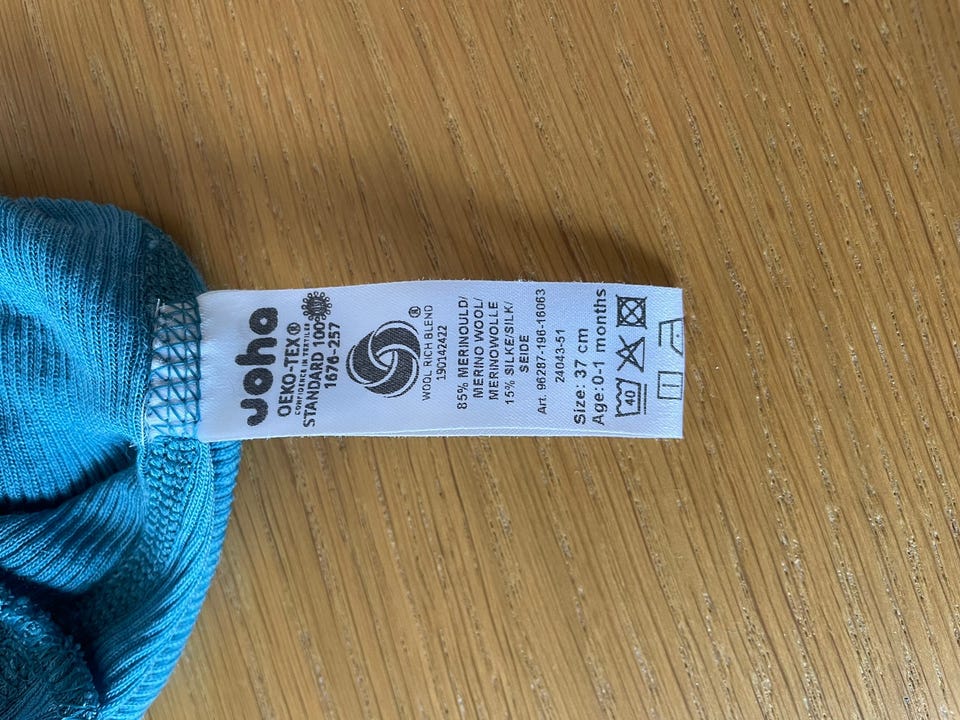 Joha
OEKO-TEX®
CONFIDENCE IN TEXTILES
STANDARD 100
1676-257
®
WOOL RICH BLEND
19014242
85% MERINOULD/
MERINO WOOL/
MERINOWOLLE
15% SILKE/SILK/
SEIDE
Art. 96287-196-16063
24043-51
Size: 37 cm
Age: 0-1 months
40